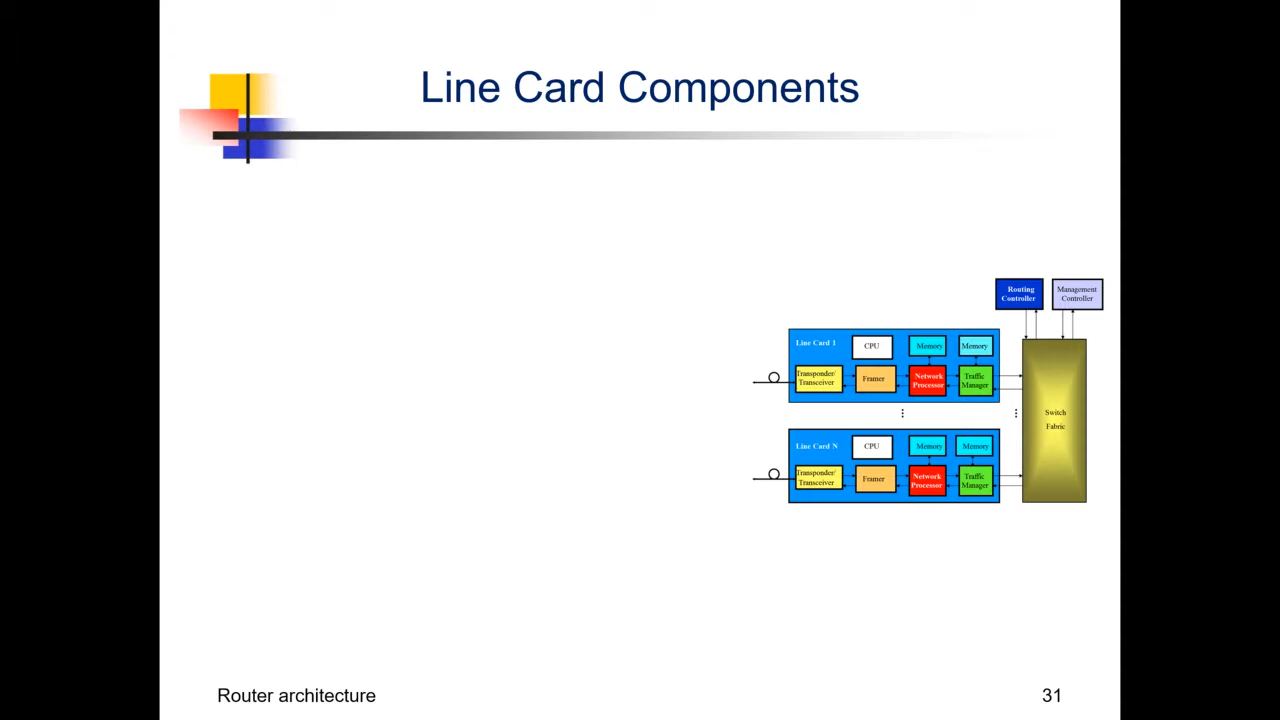 Line Card Components
Routing
Controller
Management
Controller
Line Card 1
CPU
Memory
Memory
Transponder/
Transceiver
Framer
Network
Processor
Traffic
Manager
Switch
Fabric
Line Card N
CPU
Memory
Memory
Transponder/
Transceiver
Framer
Network
Processor
Traffic
Manager
Router architecture
31